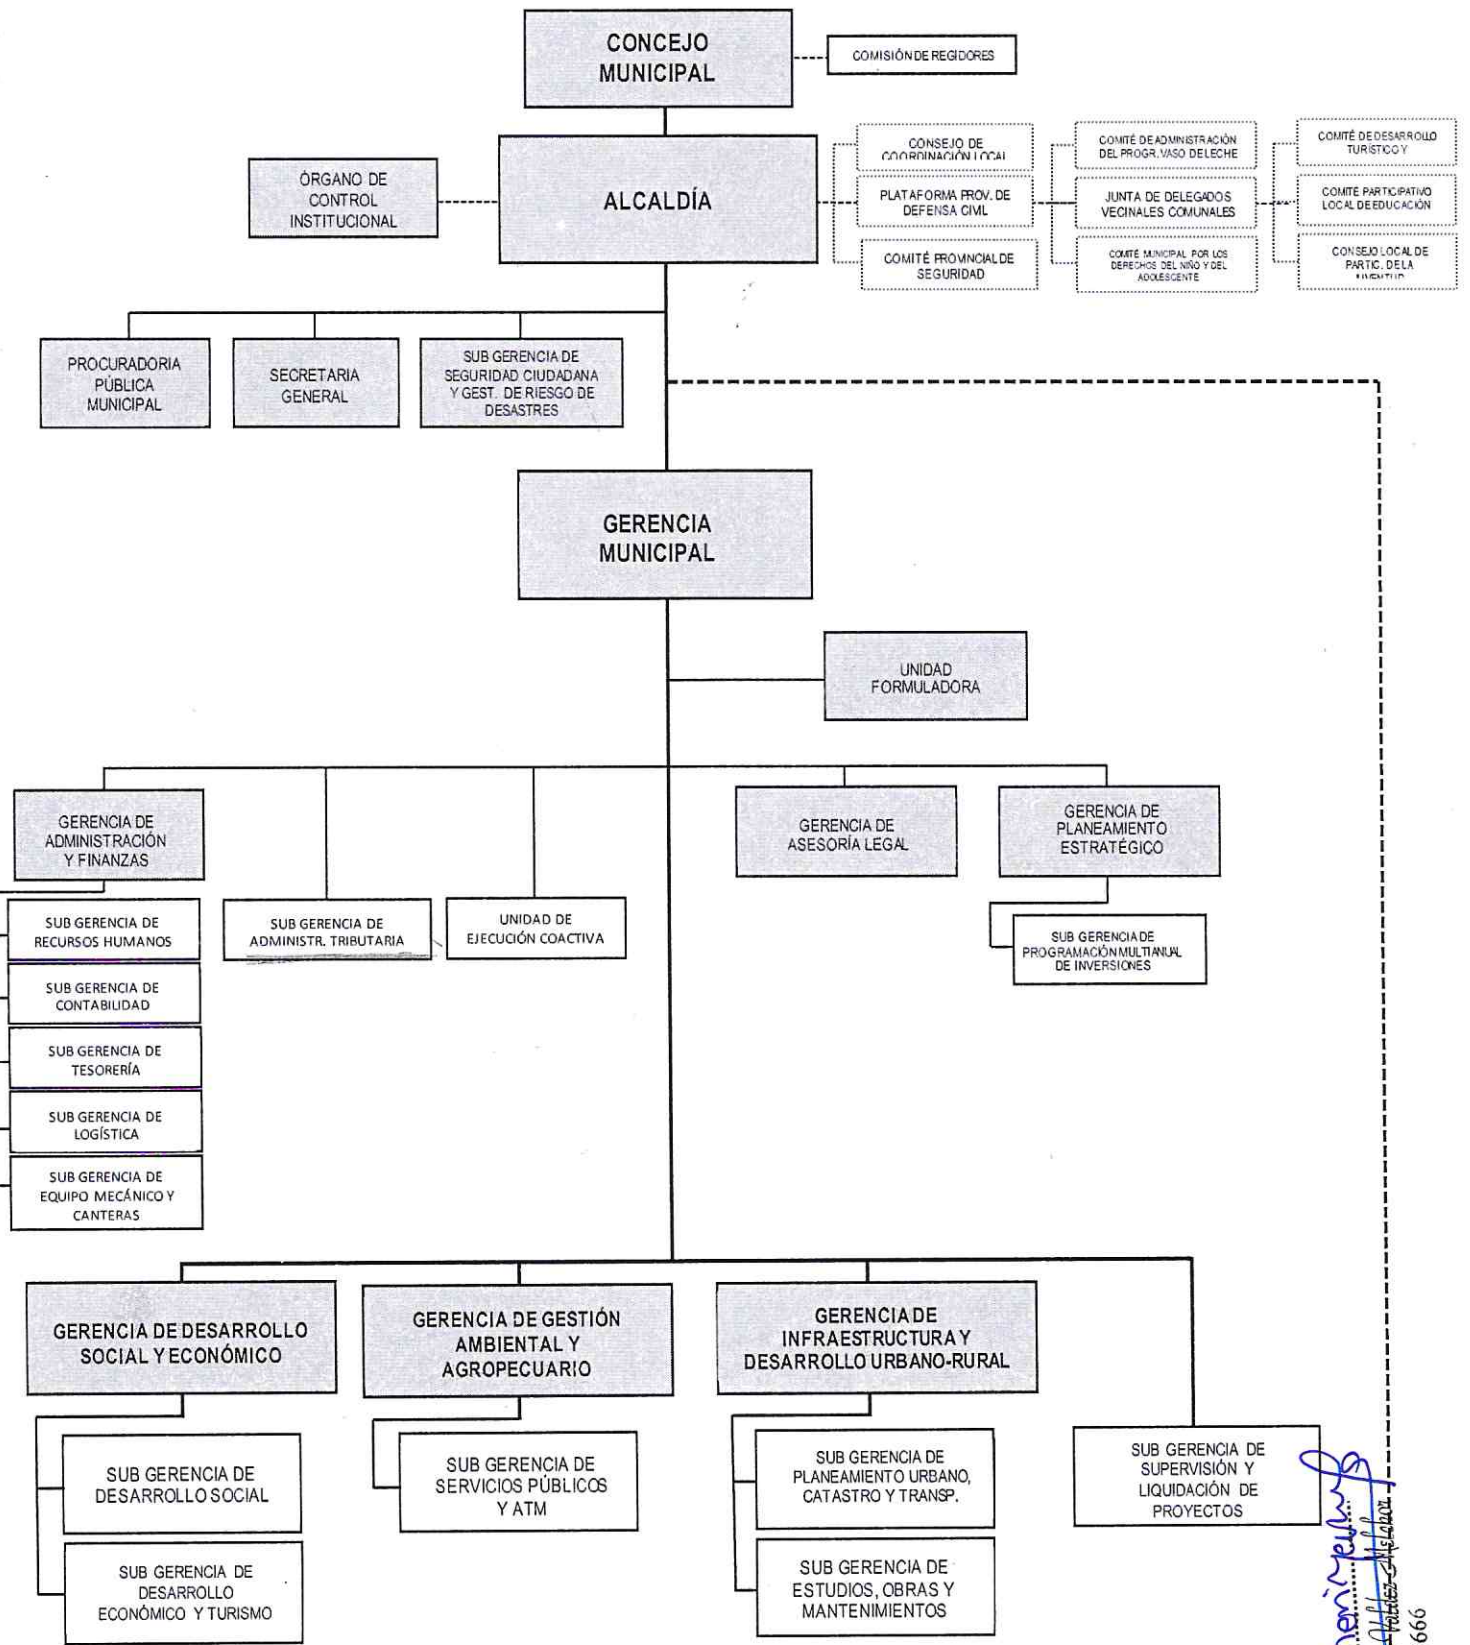 CONCEJO
MUNICIPAL
COMISIÓN DE REGIDORES
ÓRGANO DE
CONTROL
INSTITUCIONAL
ALCALDÍA
CONSEJO DE
COORDINACIÓN LOCAL
PLATAFORMA PROV. DE
DEFENSA CIVIL
COMITÉ PROVINCIAL DE
SEGURIDAD
COMITÉ DE ADMINISTRACIÓN
DEL PROGR. VASO DE LECHE
JUNTA DE DELEGADOS
VECINALES COMUNALES
COMITÉ MUNICIPAL POR LOS
DERECHOS DEL NIÑO Y DEL
ADOLESCENTE
COMITÉ DE DESARROLLO
TURÍSTICO Y
COMITÉ PARTICIPATIVO
LOCAL DE EDUCACIÓN
CONSEJO LOCAL DE
PARTIC. DE LA
JUVENTUD
PROCURADORIA
PÚBLICA
MUNICIPAL
SECRETARIA
GENERAL
SUB GERENCIA DE
SEGURIDAD CIUDADANA
Y GEST. DE RIESGO DE
DESASTRES
GERENCIA
MUNICIPAL
UNIDAD
FORMULADORA
GERENCIA DE
ADMINISTRACIÓN
Y FINANZAS
GERENCIA DE
ASESORÍA LEGAL
GERENCIA DE
PLANEAMIENTO
ESTRATÉGICO
SUB GERENCIA DE
RECURSOS HUMANOS
SUB GERENCIA DE
CONTABILIDAD
SUB GERENCIA DE
TESORERÍA
SUB GERENCIA DE
LOGÍSTICA
SUB GERENCIA DE
EQUIPO MECÁNICO Y
CANTERAS
SUB GERENCIA DE
ADMINISTR. TRIBUTARIA
UNIDAD DE
EJECUCIÓN COACTIVA
SUB GERENCIA DE
PROGRAMACIÓN MULTIANUAL
DE INVERSIONES
GERENCIA DE DESARROLLO
SOCIAL Y ECONÓMICO
GERENCIA DE GESTIÓN
AMBIENTAL Y
AGROPECUARIO
GERENCIA DE
INFRAESTRUCTURA Y
DESARROLLO URBANO-RURAL
SUB GERENCIA DE
DESARROLLO SOCIAL
SUB GERENCIA DE
DESARROLLO
ECONÓMICO Y TURISMO
SUB GERENCIA DE
SERVICIOS PÚBLICOS
Y ATM
SUB GERENCIA DE
PLANEAMIENTO URBANO,
CATASTRO Y TRANSP.
SUB GERENCIA DE
ESTUDIOS, OBRAS Y
MANTENIMIENTOS
SUB GERENCIA DE
SUPERVISIÓN Y
LIQUIDACIÓN DE
PROYECTOS
Valdez Melchor
666